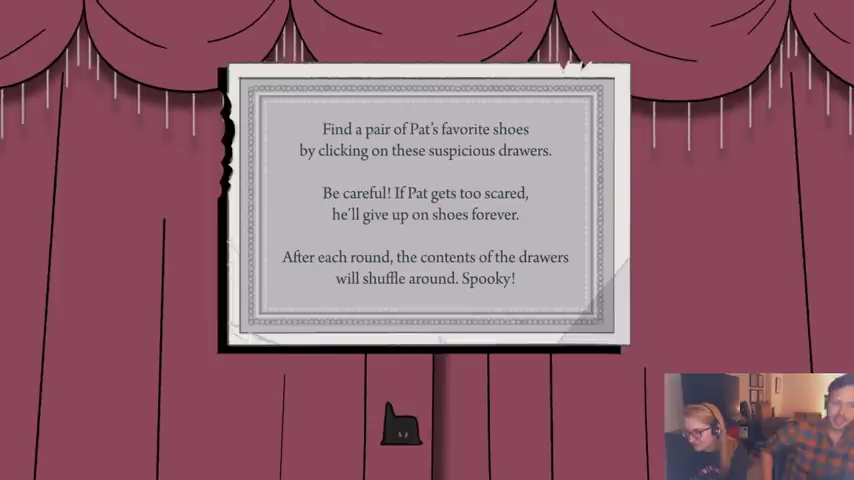 Find a pair of Pat's favorite shoes
by clicking on these suspicious drawers.
Be careful! If Pat gets too scared,
he'll give up on shoes forever.
After each round, the contents of the drawers
will shuffle around. Spooky!